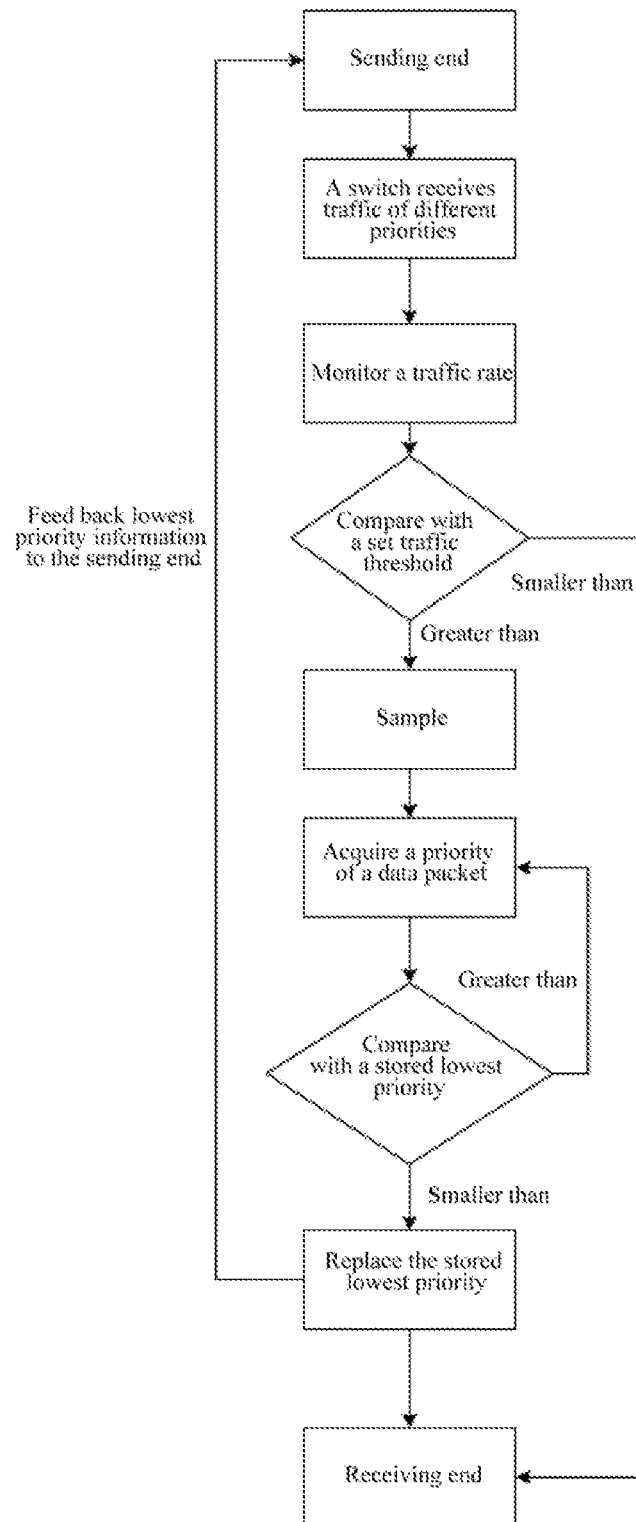 Sending end
A switch receives
traffic of different
priorities
Monitor a traffic rate
Feed back lowest
priority information
to the sending end
Compare with
a set traffic
threshold
Smaller than
Greater than
Sample
Acquire a priority
of a data packet
Greater than
Compare
with a stored lowest
priority
Smaller than
Replace the stored
lowest priority
Receiving end